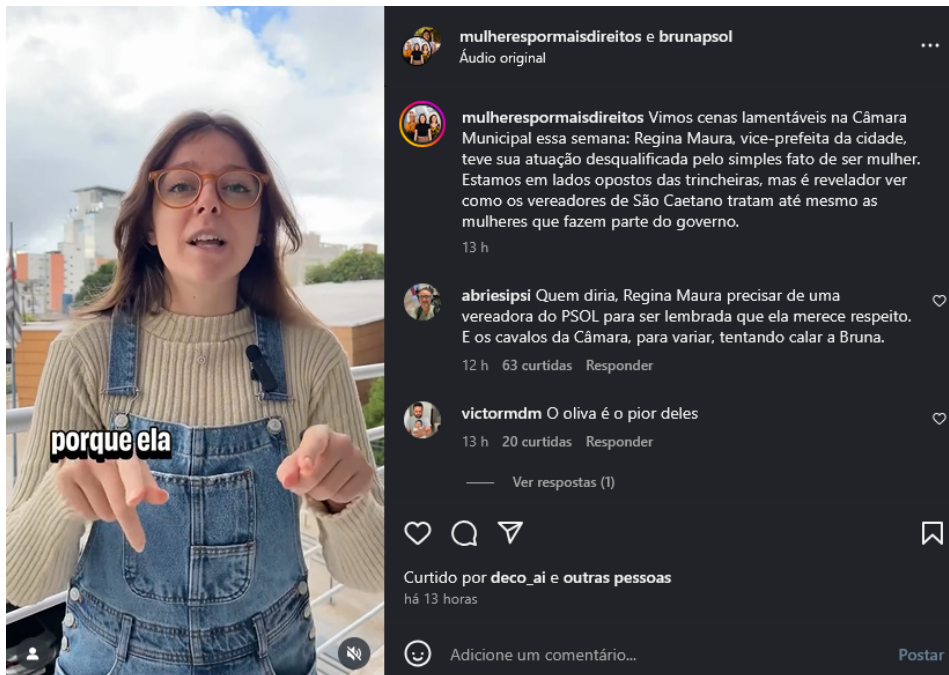 mulherespormaisdireitos e brunapsol
Áudio original
mulherespormaisdireitos Vimos cenas lamentáveis na Câmara
Municipal essa semana: Regina Maura, vice-prefeita da cidade,
teve sua atuação desqualificada pelo simples fato de ser mulher.
Estamos em lados opostos das trincheiras, mas é revelador ver
como os vereadores de São Caetano tratam até mesmo as
mulheres que fazem parte do governo.
13 h
abriesipsi Quem diria, Regina Maura precisar de uma
vereadora do PSOL para ser lembrada que ela merece respeito.
E os cavalos da Câmara, para variar, tentando calar a Bruna.
12 h 63 curtidas Responder
victormdm O oliva é o pior deles
13 h 20 curtidas Responder
Ver respostas (1)
Curtido por deco_ai e outras pessoas
há 13 horas
Adicione um comentário...
Postar
porque ela